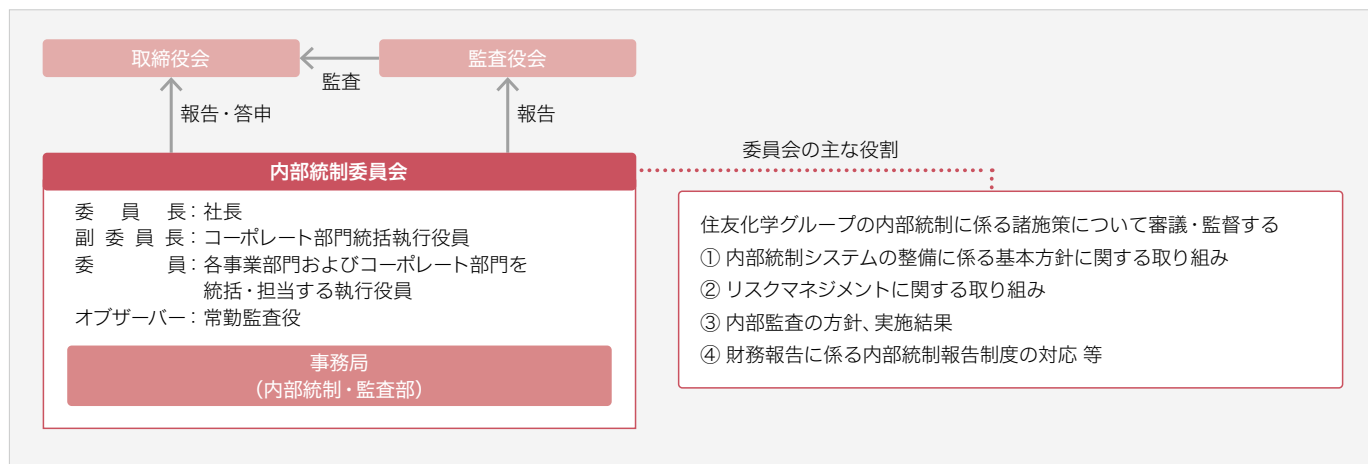 取締役会
監査役会
監査
報告・答申
報告
内部統制委員会
委員長：社長
副委員長：コーポレート部門統括執行役員
委員：各事業部門およびコーポレート部門を
統括・担当する執行役員
オブザーバー：常勤監査役
事務局
（内部統制・監査部）
委員会の主な役割
住友化学グループの内部統制に係る諸施策について審議・監督する
① 内部統制システムの整備に係る基本方針に関する取り組み
② リスクマネジメントに関する取り組み
③ 内部監査の方針、実施結果
④ 財務報告に係る内部統制報告制度の対応 等